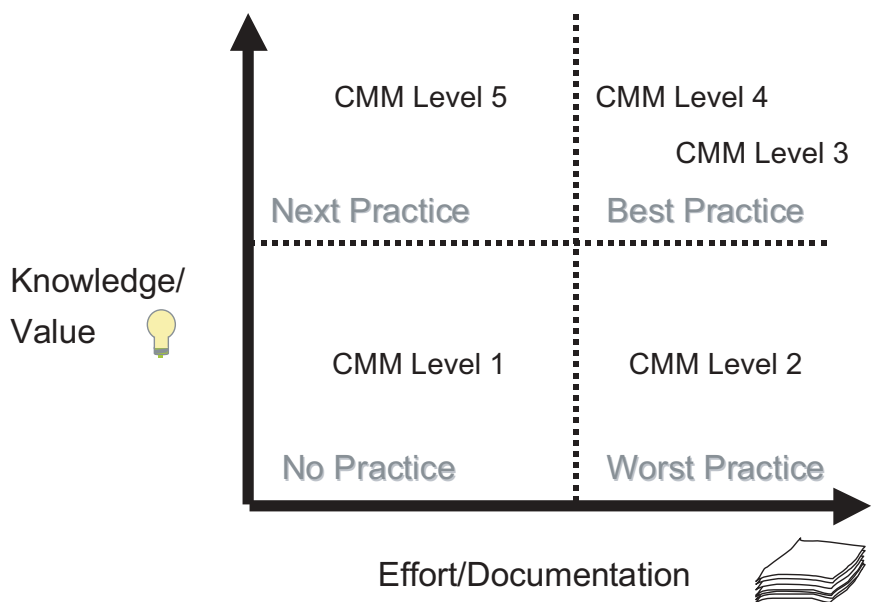 CMM Level 5
CMM Level 4
CMM Level 3
Next Practice
Best Practice
Knowledge/
Value
CMM Level 1
CMM Level 2
No Practice
Worst Practice
Effort/Documentation